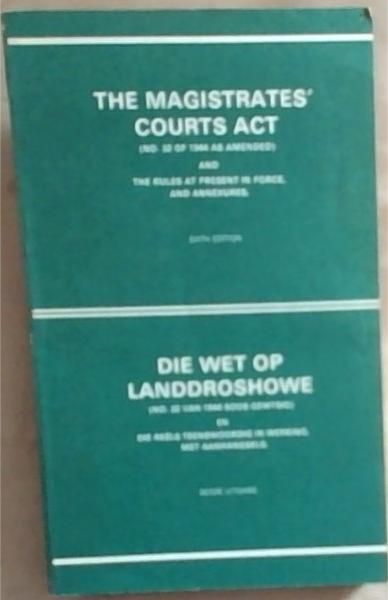 THE MAGISTRATES'
COURTS ACT
(NO. 32 OF 1944 AS AMENDED)
AND
THE RULES AT PRESENT IN FORCE,
AND ANNEXURES.
SIXTH EDITION
DIE WET OP
LANDDROSHOWE
(NO. 32 VAN 1944 SOOS GEWYSIG)
EN
DIE REËLS TEENWOORDIG IN WERKING,
MET AANHANGSELS.
SESDE UITGAWE